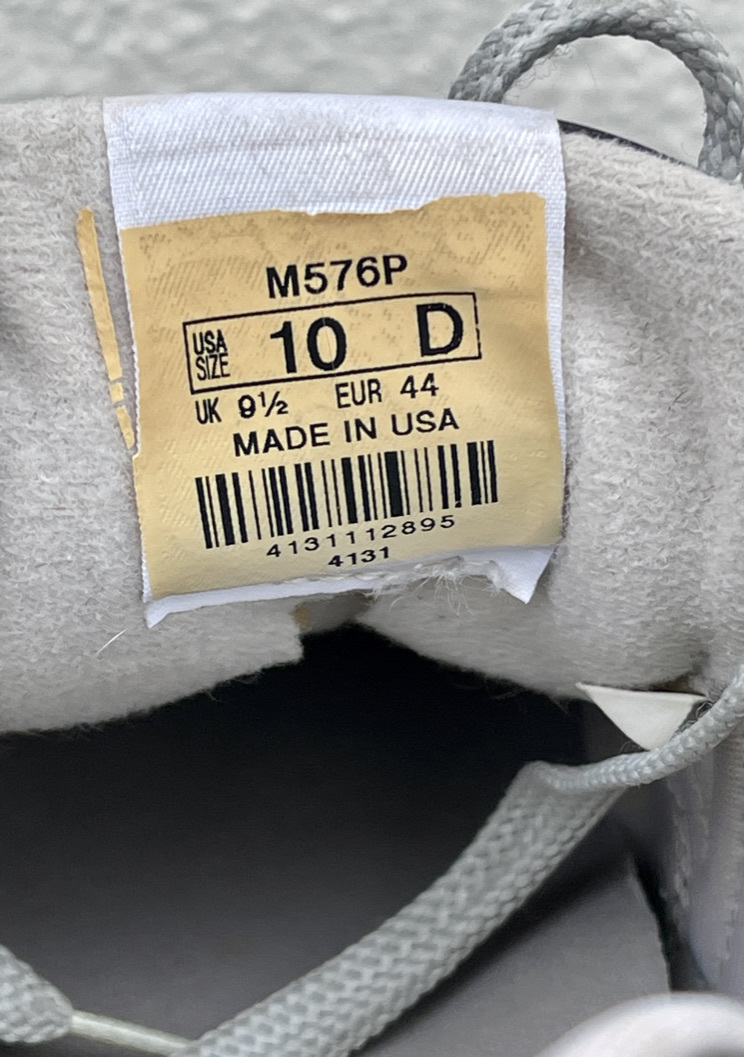 M576P
USA SIZE 10 D
UK 9½ EUR 44
MADE IN USA
4131112895
4131